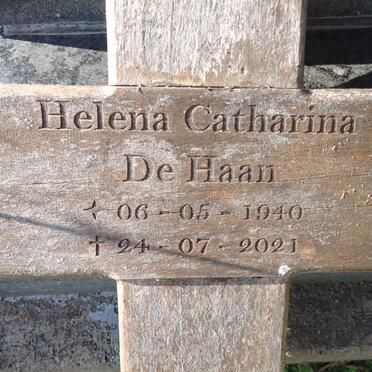 Helena Catharina
De Haan
✧ 06 - 05 - 1940
✝ 24 - 07 - 2021